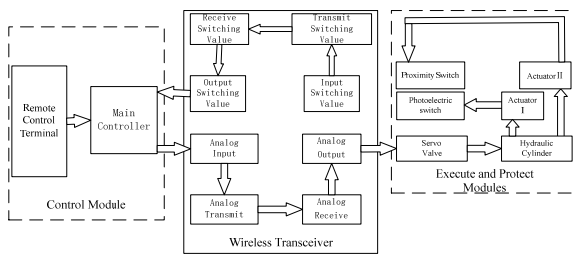 Remote
Control
Terminal
Main
Controller
Control Module
Receive
Switching
Value
Transmit
Switching
Value
Output
Switching
Value
Input
Switching
Value
Analog
Input
Analog
Output
Analog
Transmit
Analog
Receive
Wireless Transceiver
Proximity Switch
Actuator II
Photoelectric
switch
Actuator
I
Servo
Valve
Hydraulic
Cylinder
Execute and Protect
Modules